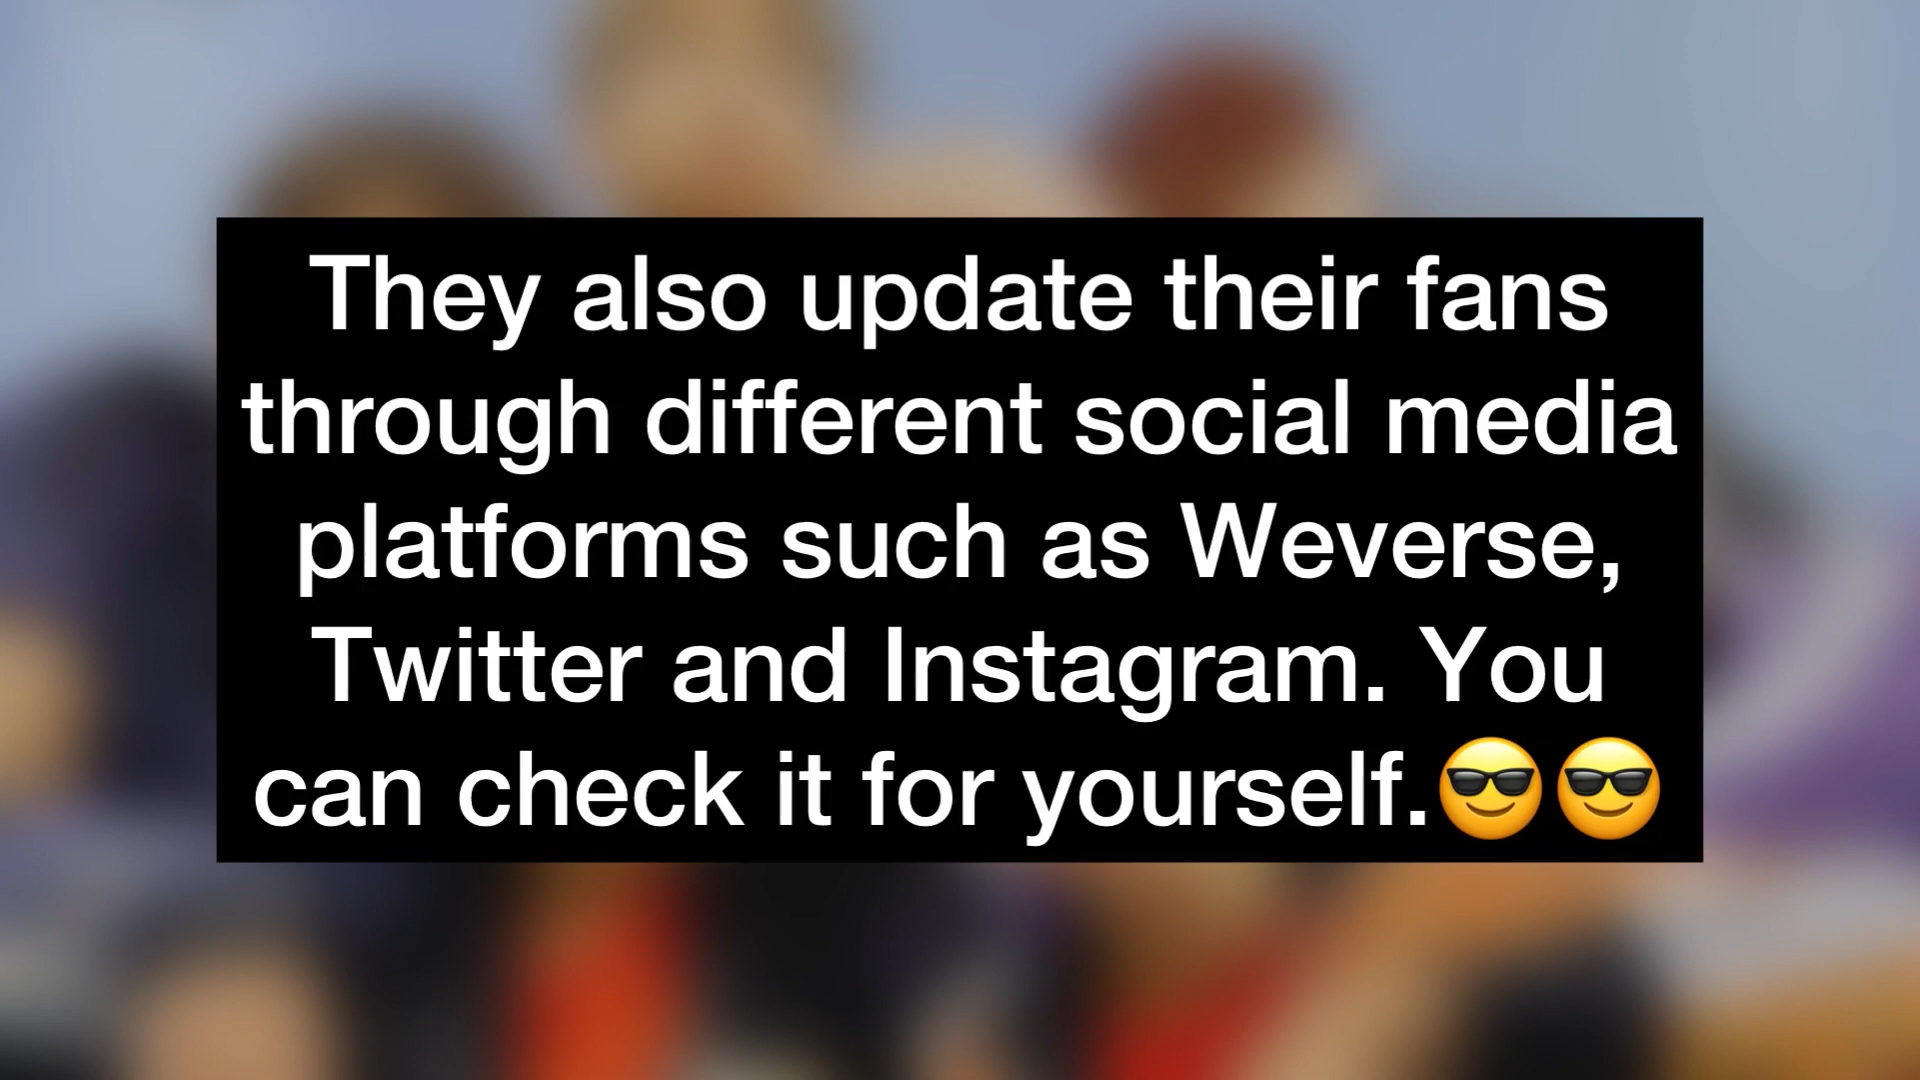 They also update their fans
through different social media
platforms such as Weverse,
Twitter and Instagram. You
can check it for yourself.😎😎